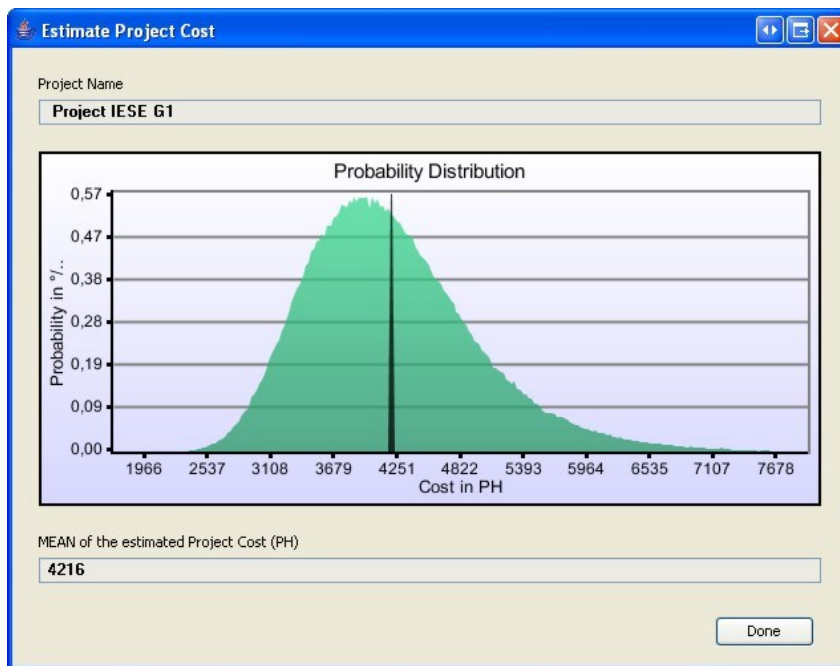 Estimate Project Cost
Project Name
Project IESE G1
Probability Distribution
Probability in °/..
0,57
0,47
0,38
0,28
0,19
0,09
0,00
1966 2537 3108 3679 4251 4822 5393 5964 6535 7107 7678
Cost in PH
MEAN of the estimated Project Cost (PH)
4216
Done